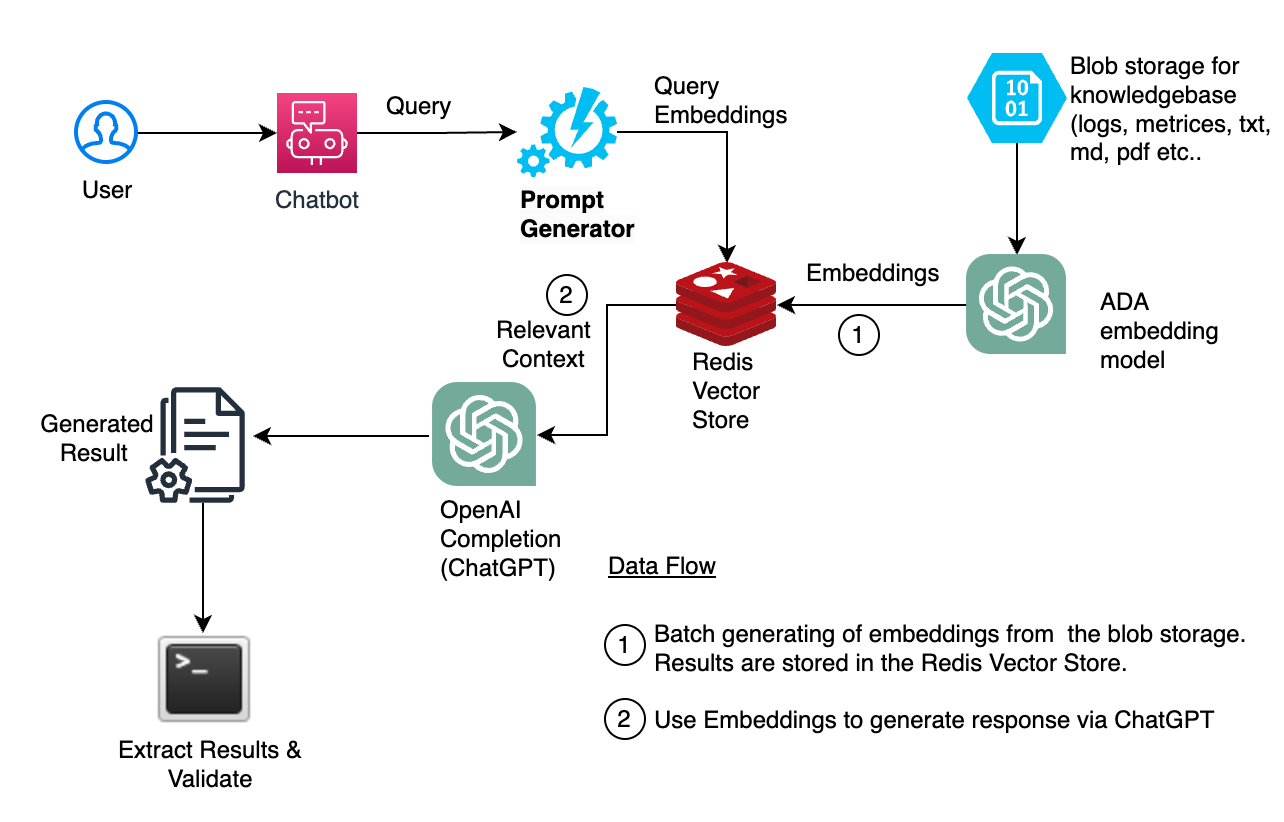 Query
Query
Embeddings
Blob storage for
knowledgebase
(logs, metrices, txt,
md, pdf etc..
10
01
User
Chatbot
Prompt
Generator
Embeddings
1
ADA
embedding
model
2
Relevant
Context
Redis
Vector
Store
Generated
Result
OpenAI
Completion
(ChatGPT)
Data Flow
1 Batch generating of embeddings from  the blob storage.
Results are stored in the Redis Vector Store.
2 Use Embeddings to generate response via ChatGPT
>_
Extract Results &
Validate